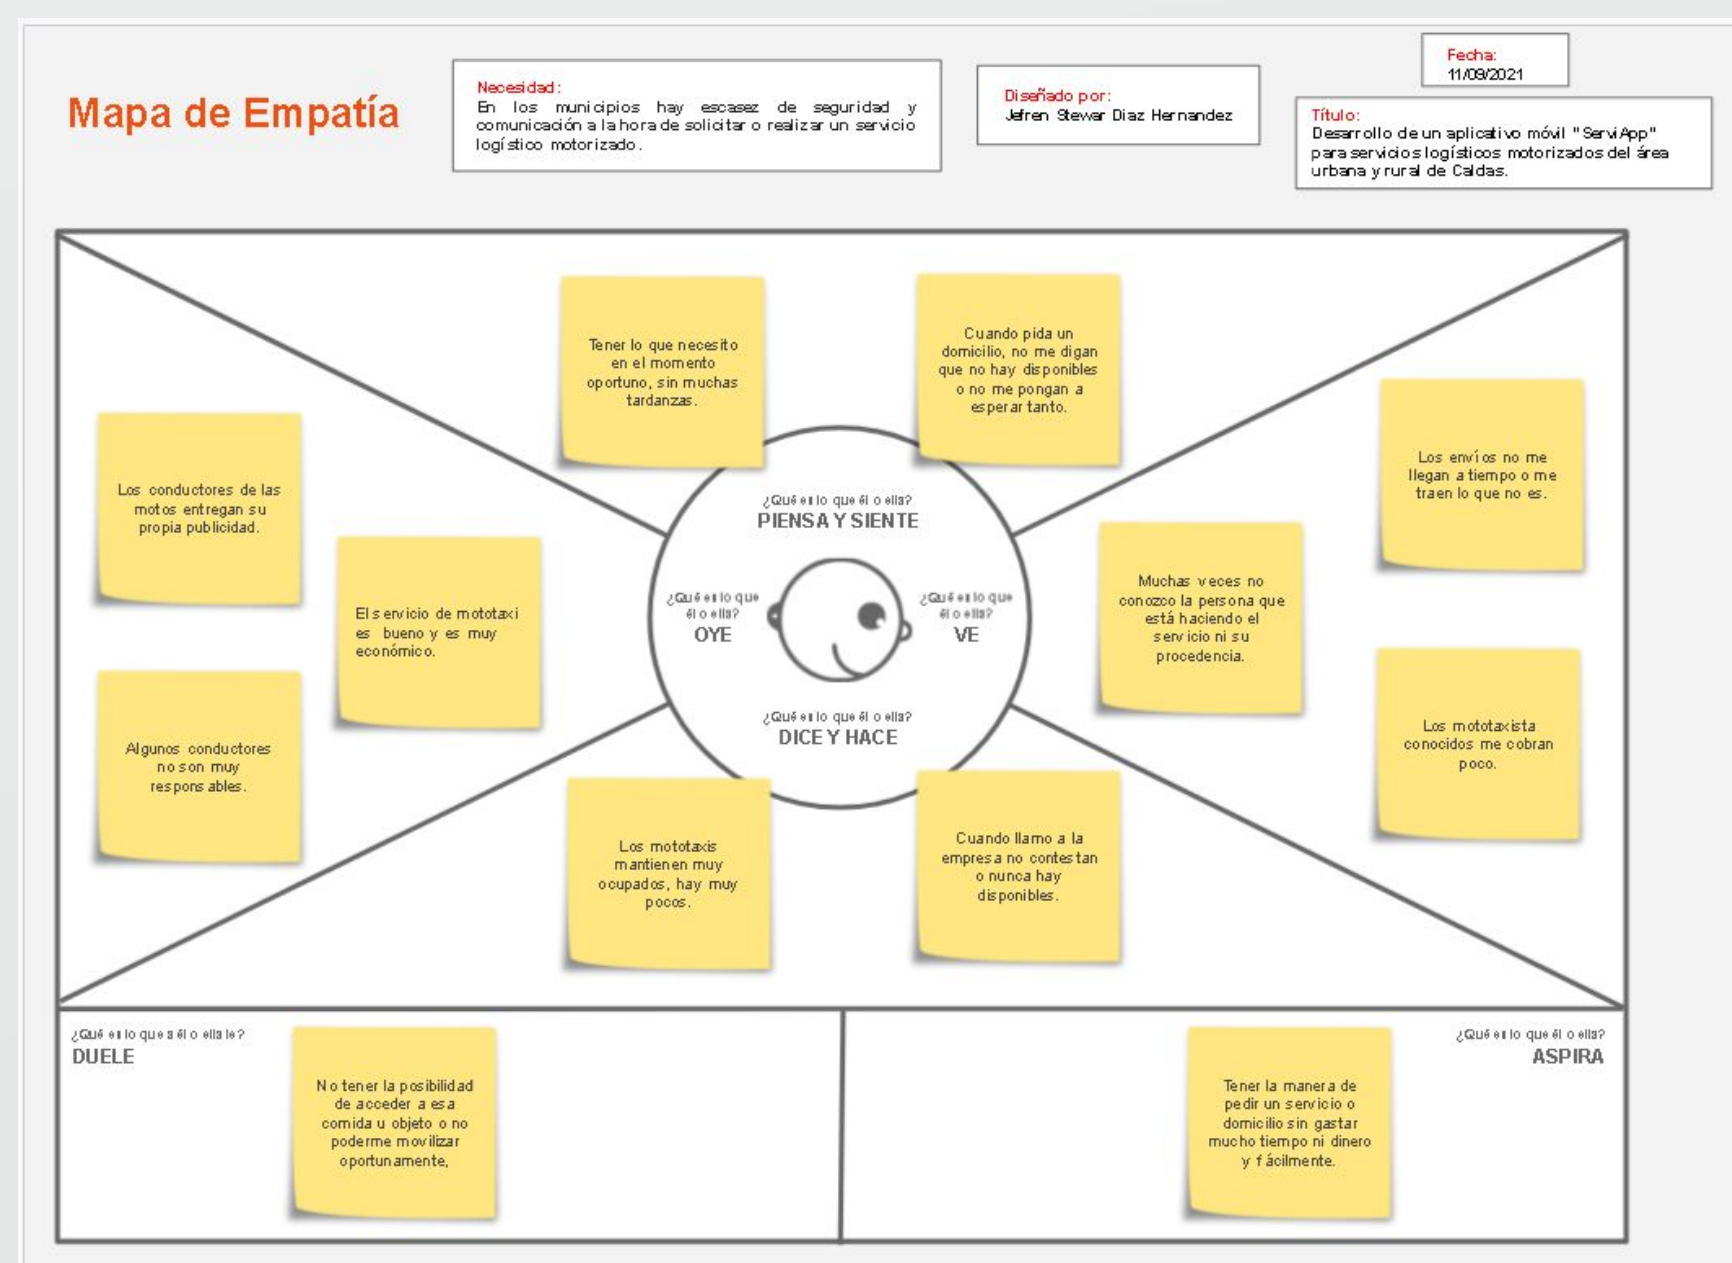 Mapa de Empatía
Necesidad:
En los municipios hay escasez de seguridad y
comunicación a la hora de solicitar o realizar un servicio
logístico motorizado.
Diseñado por:
Jefren Stewar Diaz Hernandez
Fecha:
11/09/2021
Título:
Desarrollo de un aplicativo móvil "ServiApp"
para servicios logísticos motorizados del área
urbana y rural de Caldas.
Tener lo que necesito
en el momento
oportuno, sin muchas
tardanzas.
Cuando pida un
domicilio, no me digan
que no hay disponibles
o no me pongan a
esperar tanto.
Los conductores de las
motos entregan su
propia publicidad.
El servicio de mototaxi
es bueno y es muy
económico.
Algunos conductores
no son muy
responsables.
¿Qué es lo que él o ella?
PIENSA Y SIENTE
¿Qué es lo que
él o ella?
OYE
¿Qué es lo que
él o ella?
VE
¿Qué es lo que él o ella?
DICE Y HACE
Los envíos no me
llegan a tiempo o me
traen lo que no es.
Muchas veces no
conozco la persona que
está haciendo el
servicio ni su
procedencia.
Los mototaxista
conocidos me cobran
poco.
Los mototaxis
mantienen muy
ocupados, hay muy
pocos.
Cuando llamo a la
empresa no contestan
o nunca hay
disponibles.
¿Qué es lo que a él o ella le?
DUELE
No tener la posibilidad
de acceder a esa
comida u objeto o no
poderme movilizar
oportunamente,
¿Qué es lo que él o ella?
ASPIRA
Tener la manera de
pedir un servicio o
domicilio sin gastar
mucho tiempo ni dinero
y fácilmente.